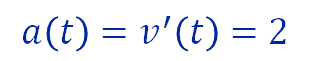 a(t) = v′(t) = 2